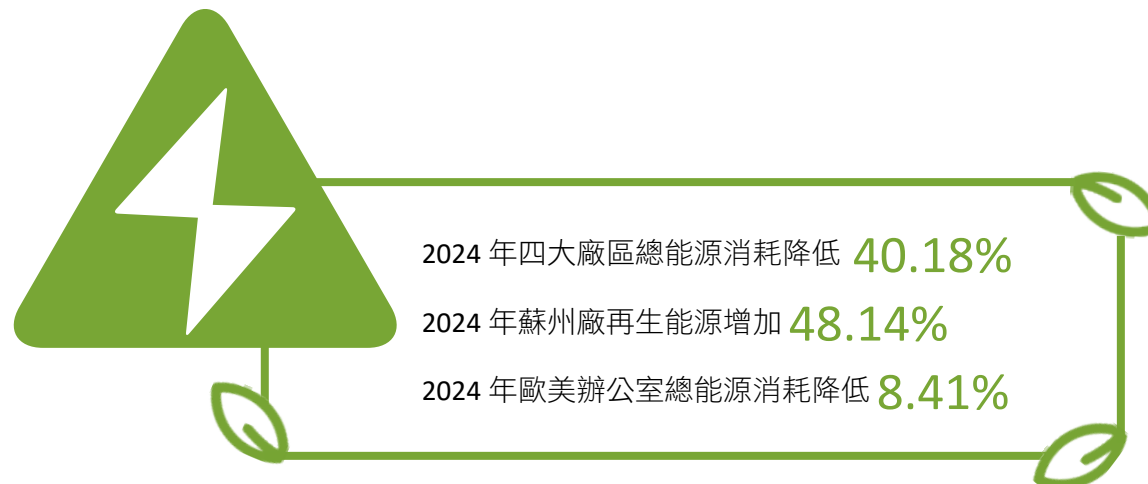 2024 年四大廠區總能源消耗降低 40.18%
2024 年蘇州廠再生能源增加 48.14%
2024 年歐美辦公室總能源消耗降低 8.41%